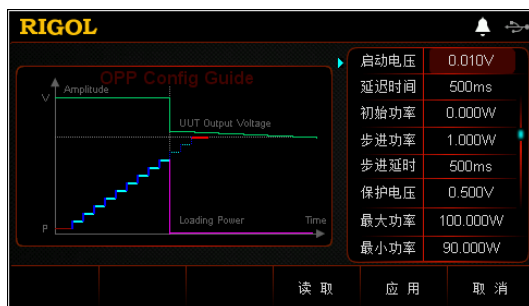 RIGOL
OPP Config Guide
V
Amplitude
UUT Output Voltage
Loading Power
Time
P
启动电压 0.010V
延迟时间 500ms
初始功率 0.000W
步进功率 1.000W
步进延时 500ms
保护电压 0.500V
最大功率 100.000W
最小功率 90.000W
读取 应用 取消